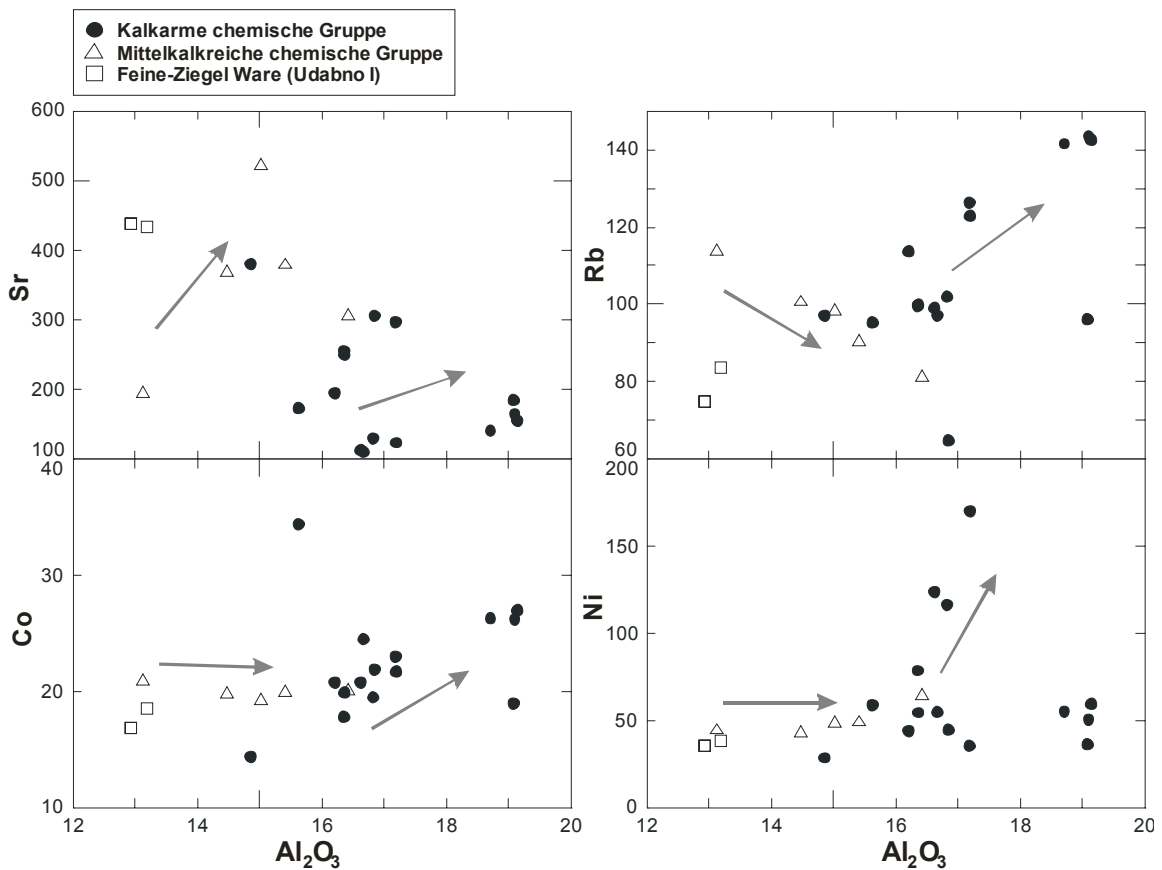 Kalkarme chemische Gruppe
Mittelkalkreiche chemische Gruppe
Feine-Ziegel Ware (Udabno I)
600
500
400
300
200
100
Sr
140
120
100
80
60
Rb
40
30
20
10
Co
12 14 16 18 20
Al₂O₃
200
150
100
50
0
Ni
12 14 16 18 20
Al₂O₃